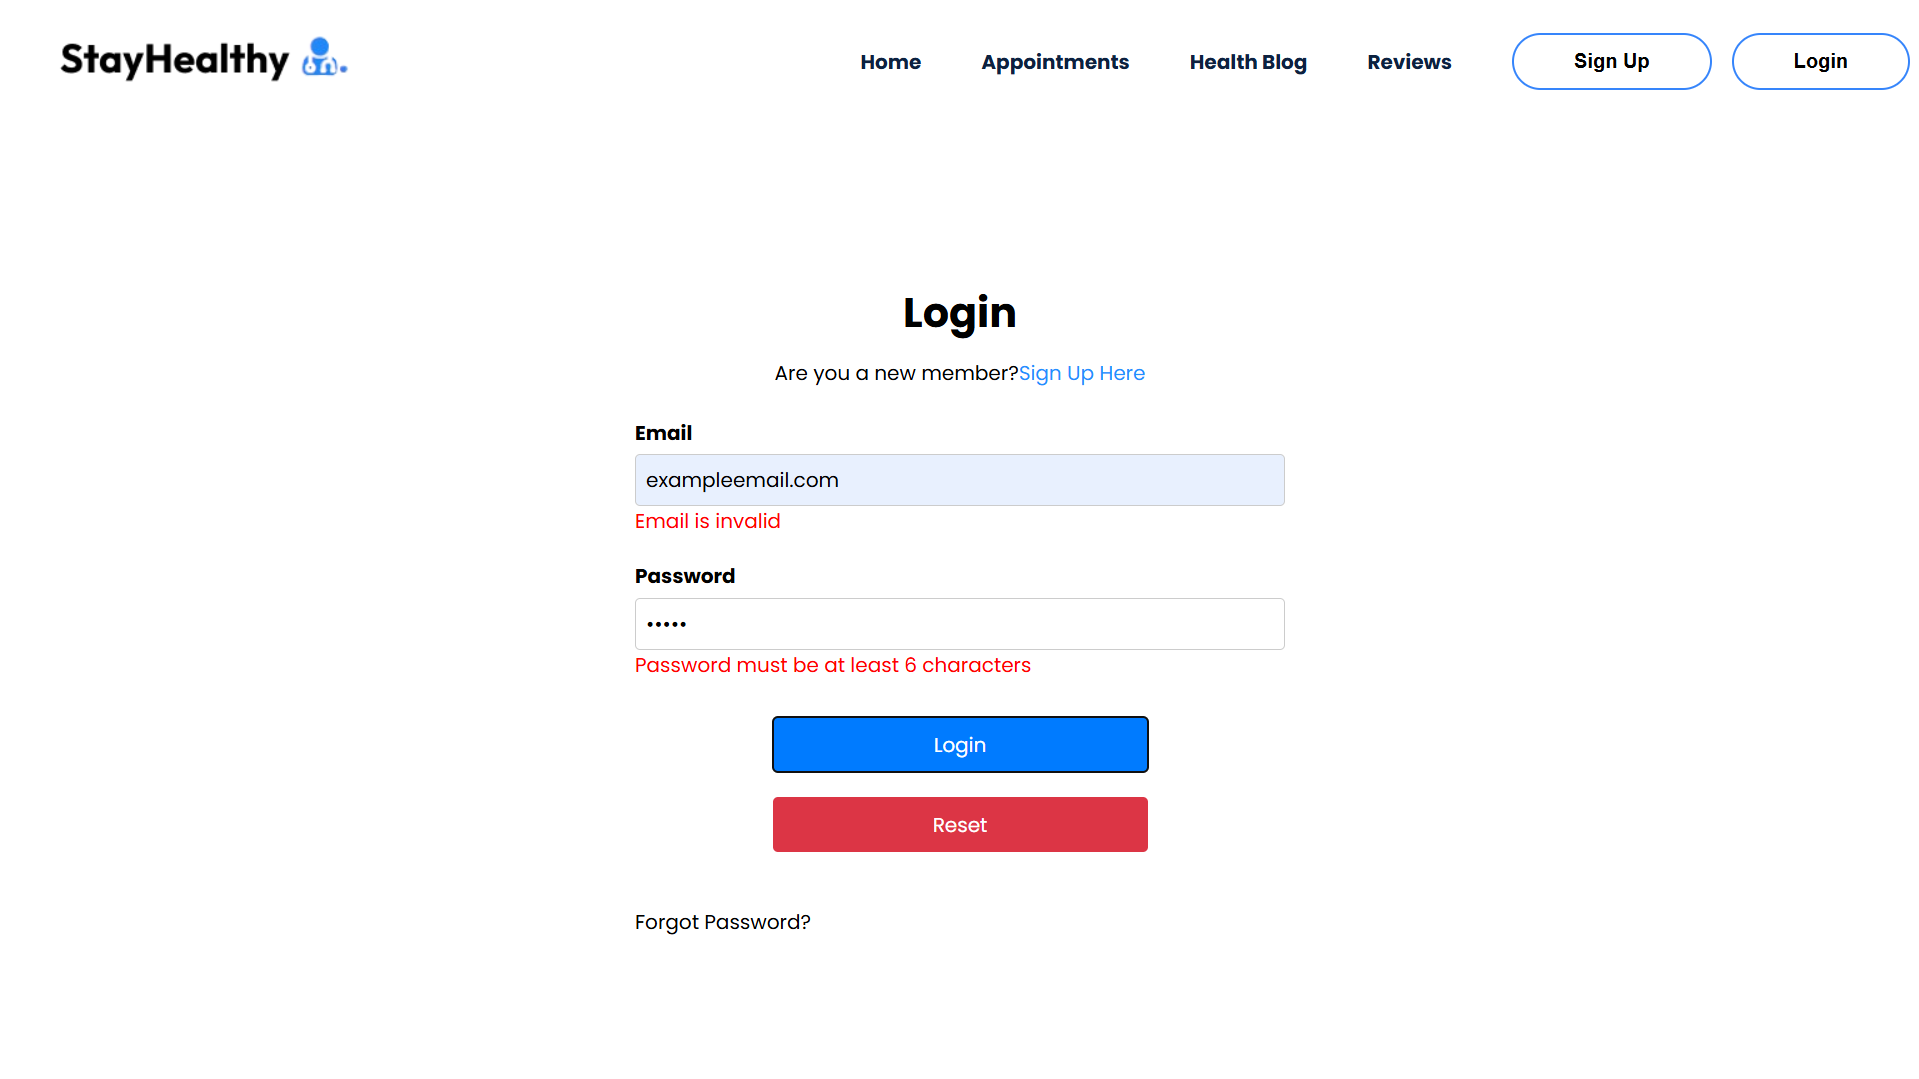 StayHealthy
Home Appointments Health Blog Reviews Sign Up Login
Login
Are you a new member?Sign Up Here
Email
exampleemail.com
Email is invalid
Password
•••••
Password must be at least 6 characters
Login
Reset
Forgot Password?